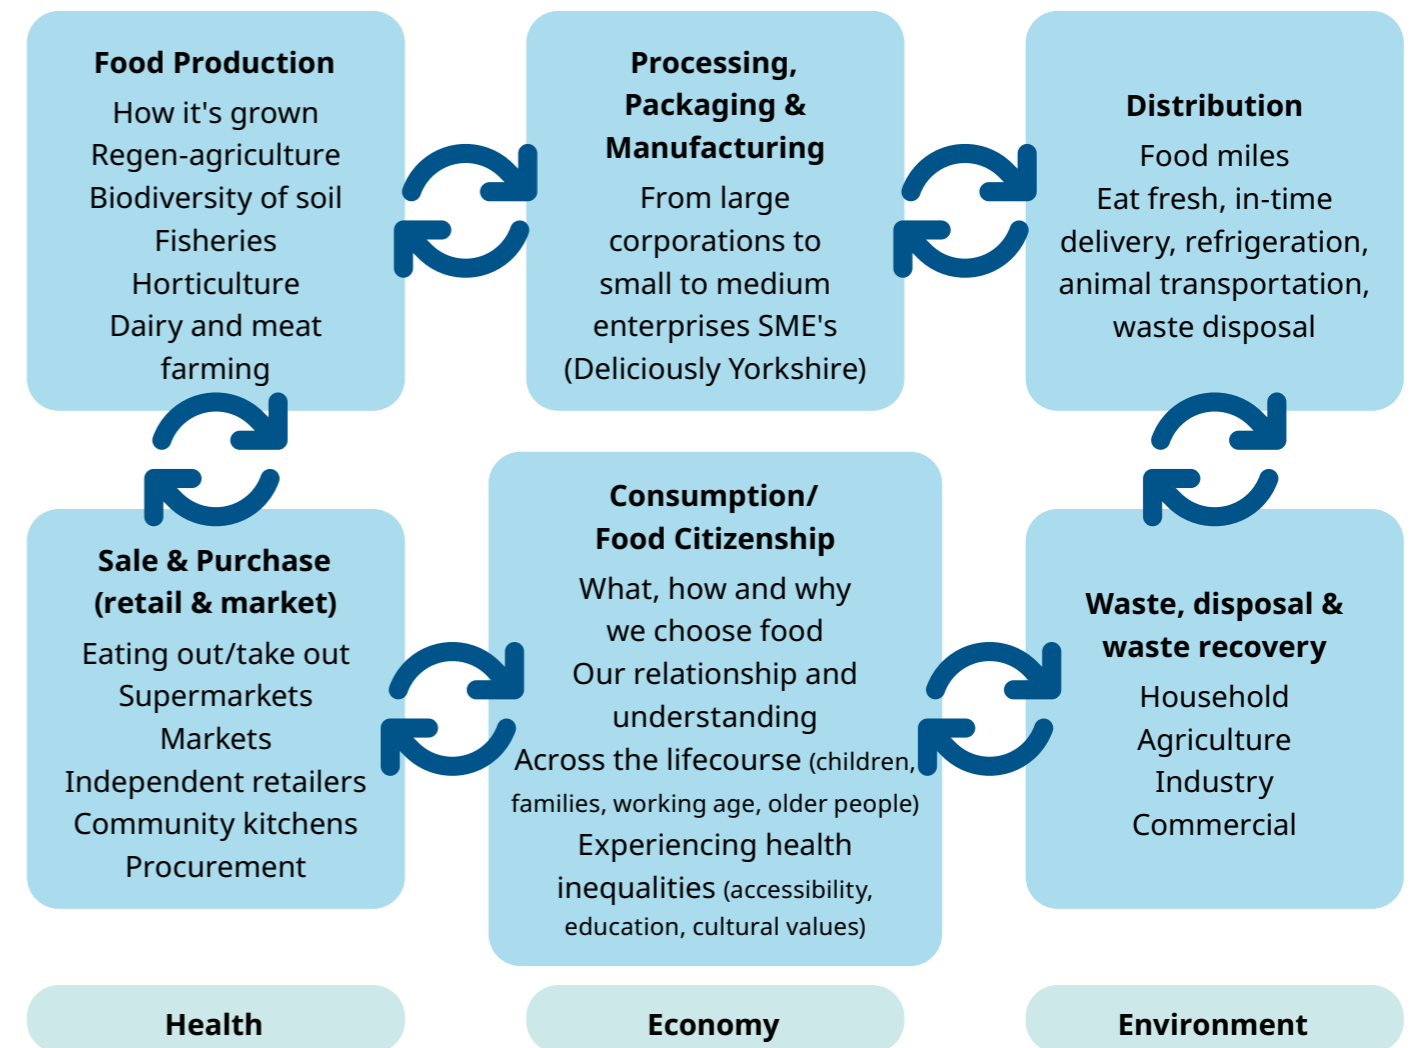 Food Production
How it's grown
Regen-agriculture
Biodiversity of soil
Fisheries
Horticulture
Dairy and meat
farming
Processing,
Packaging &
Manufacturing
From large
corporations to
small to medium
enterprises SME's
(Deliciously Yorkshire)
Distribution
Food miles
Eat fresh, in-time
delivery, refrigeration,
animal transportation,
waste disposal
Sale & Purchase
(retail & market)
Eating out/take out
Supermarkets
Markets
Independent retailers
Community kitchens
Procurement
Consumption/
Food Citizenship
What, how and why
we choose food
Our relationship and
understanding
Across the lifecourse (children,
families, working age, older people)
Experiencing health
inequalities (accessibility,
education, cultural values)
Waste, disposal &
waste recovery
Household
Agriculture
Industry
Commercial
Health
Economy
Environment